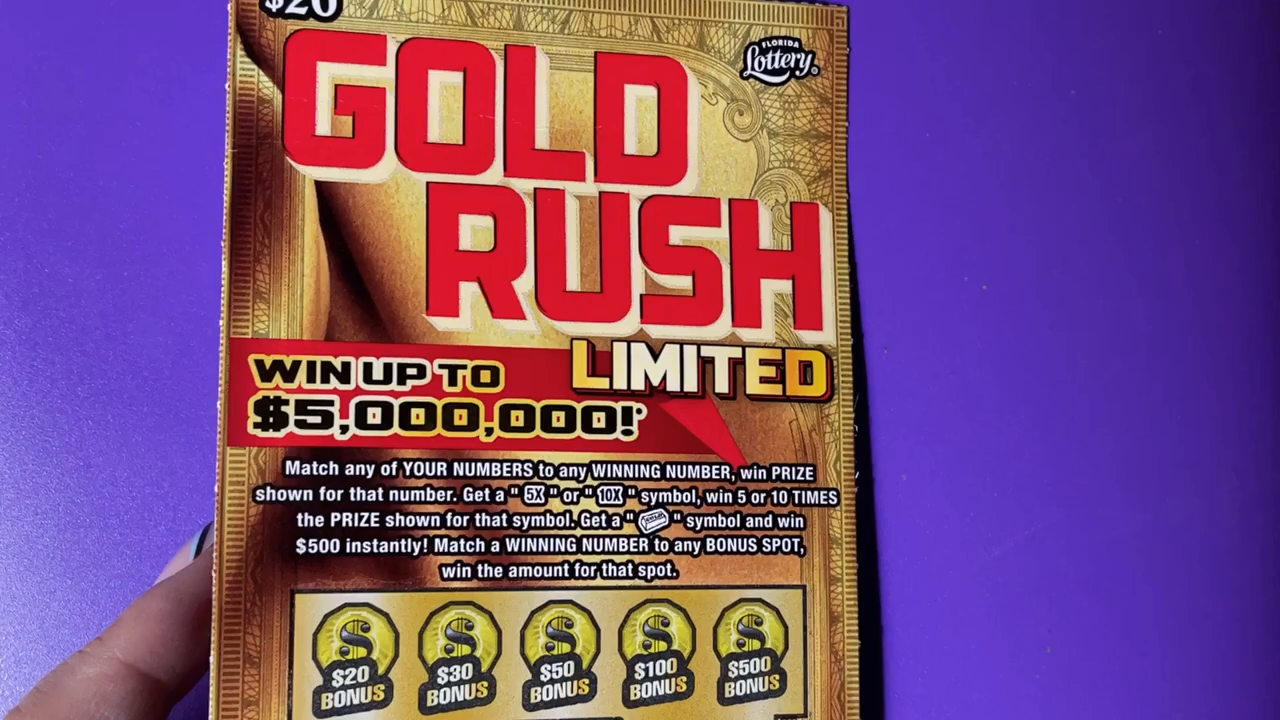 $20
FLORIDA
Lottery
GOLD
RUSH
LIMITED
WIN UP TO
$5,000,000!*
Match any of YOUR NUMBERS to any WINNING NUMBER, win PRIZE
shown for that number. Get a " 5X " or " 10X " symbol, win 5 or 10 TIMES
the PRIZE shown for that symbol. Get a " " symbol and win
$500 instantly! Match a WINNING NUMBER to any BONUS SPOT,
win the amount for that spot.
$20 BONUS
$30 BONUS
$50 BONUS
$100 BONUS
$500 BONUS